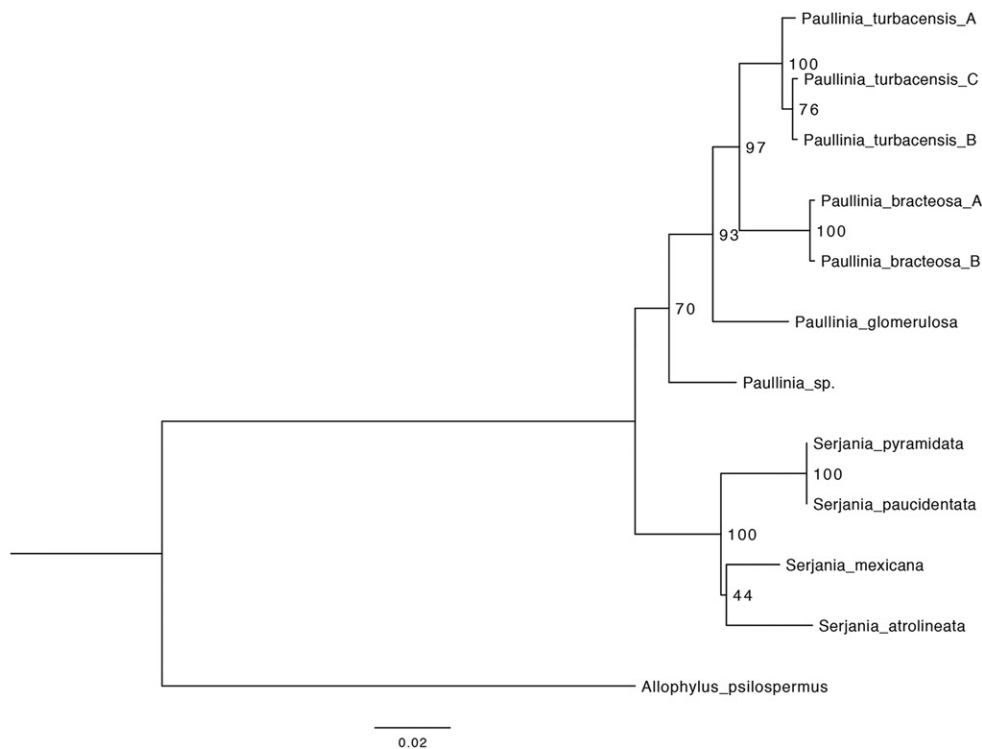 Paullinia_turbacensis_A
100
Paullinia_turbacensis_C
76
Paullinia_turbacensis_B
97
Paullinia_bracteosa_A
100
93
Paullinia_bracteosa_B
70
Paullinia_glomerulosa
Paullinia_sp.
Serjania_pyramidata
100
Serjania_paucidentata
100
Serjania_mexicana
44
Serjania_atrolineata
Allophylus_psilospermus
0.02